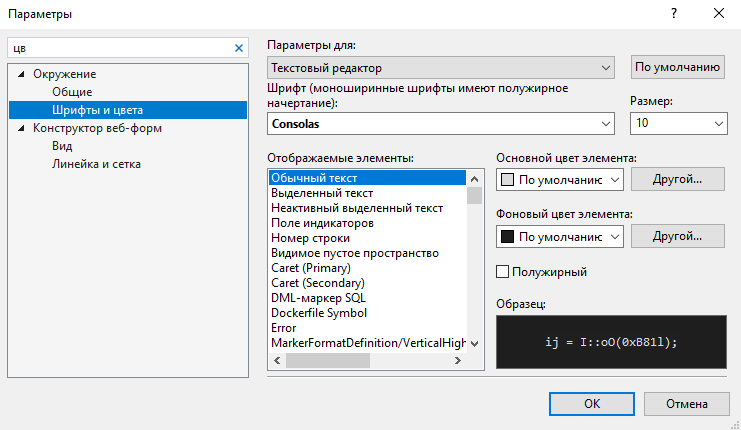 Параметры
?
цв
Окружение
Общие
Шрифты и цвета
Конструктор веб-форм
Вид
Линейка и сетка
Параметры для:
Текстовый редактор
По умолчанию
Шрифт (моноширинные шрифты имеют полужирное
начертание):
Размер:
Consolas
10
Отображаемые элементы:
Обычный текст
Выделенный текст
Неактивный выделенный текст
Поле индикаторов
Номер строки
Видимое пустое пространство
Caret (Primary)
Caret (Secondary)
DML-маркер SQL
Dockerfile Symbol
Error
MarkerFormatDefinition/VerticalHigh
Основной цвет элемента:
По умолчанию
Другой...
Фоновый цвет элемента:
По умолчанию
Другой...
Полужирный
Образец:
ij = I::oO(0xB81l);
ОК
Отмена